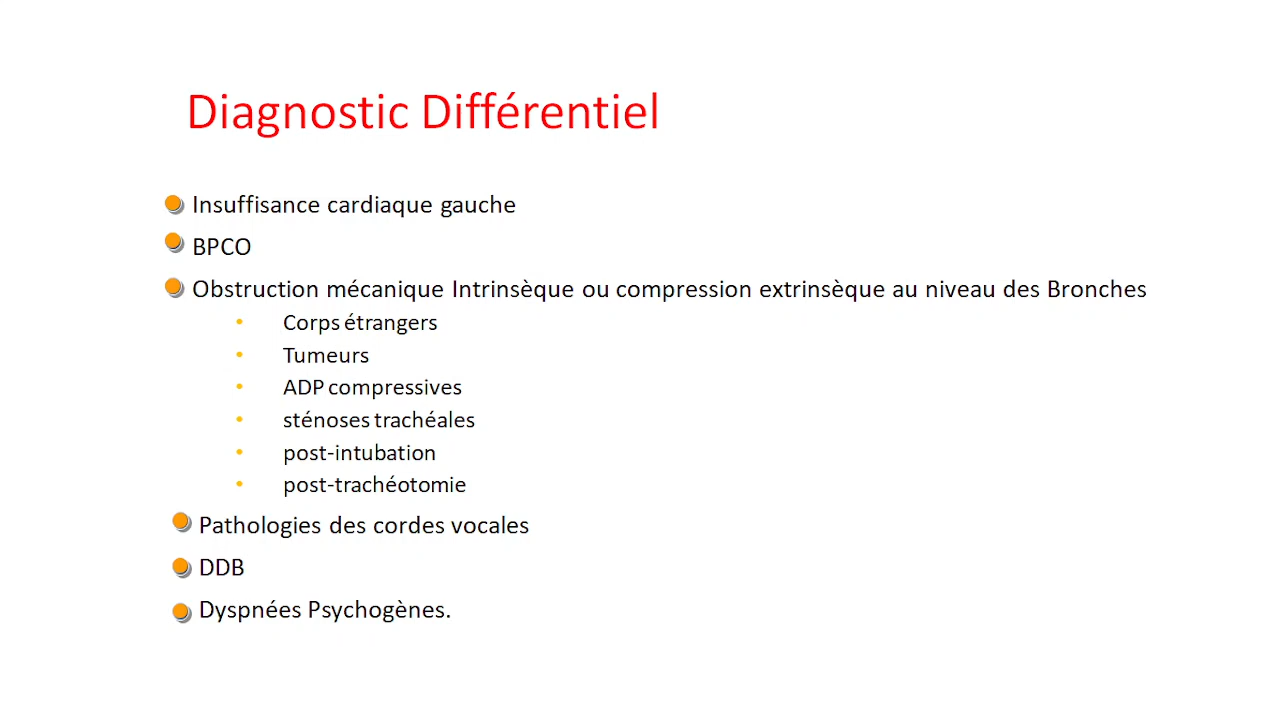 Diagnostic Différentiel
Insuffisance cardiaque gauche
BPCO
Obstruction mécanique Intrinsèque ou compression extrinsèque au niveau des Bronches
Corps étrangers
Tumeurs
ADP compressives
sténoses trachéales
post-intubation
post-trachéotomie
Pathologies des cordes vocales
DDB
Dyspnées Psychogènes.